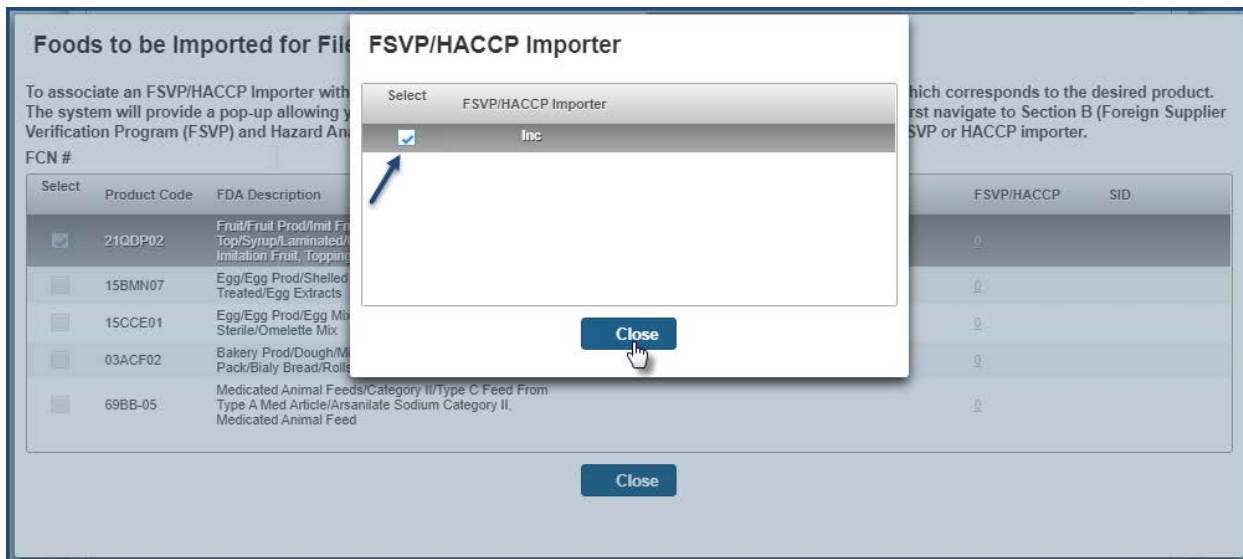 Foods to be Imported for File
FSVP/HACCP Importer
To associate an FSVP/HACCP Importer with
hich corresponds to the desired product.
The system will provide a pop-up allowing y
rst navigate to Section B (Foreign Supplier
Verification Program (FSVP) and Hazard Ana
SVP or HACCP importer.
Select
FSVP/HACCP Importer
Inc
Close
FCN #
Select
Product Code
FDA Description
FSVP/HACCP
SID
21QDP02
Fruit/Fruit Prod/Imit Fr
Top/Syrup/Laminated/
Imitation Fruit, Topping
0
15BMN07
Egg/Egg Prod/Shelled
Treated/Egg Extracts
0
15CCE01
Egg/Egg Prod/Egg Mix
Sterile/Omelette Mix
0
03ACF02
Bakery Prod/Dough/Mi
Pack/Bialy Bread/Rolls
0
69BB-05
Medicated Animal Feeds/Category II/Type C Feed From
Type A Med Article/Arsanilate Sodium Category II,
Medicated Animal Feed
0
Close